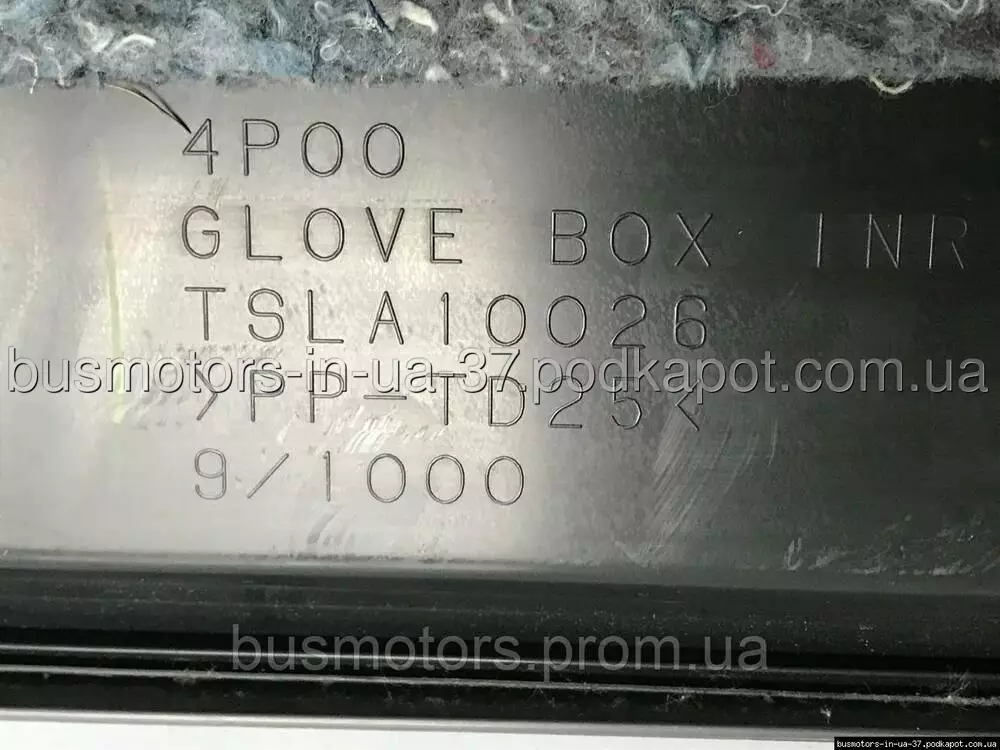 4P00
GLOVE BOX INR
TSLA10026
busmotors-in-ua-37.podkapot.com.ua
>PP-TD25<
9/1000
busmotors.prom.ua
busmotors-in-ua-37.podkapot.com.ua